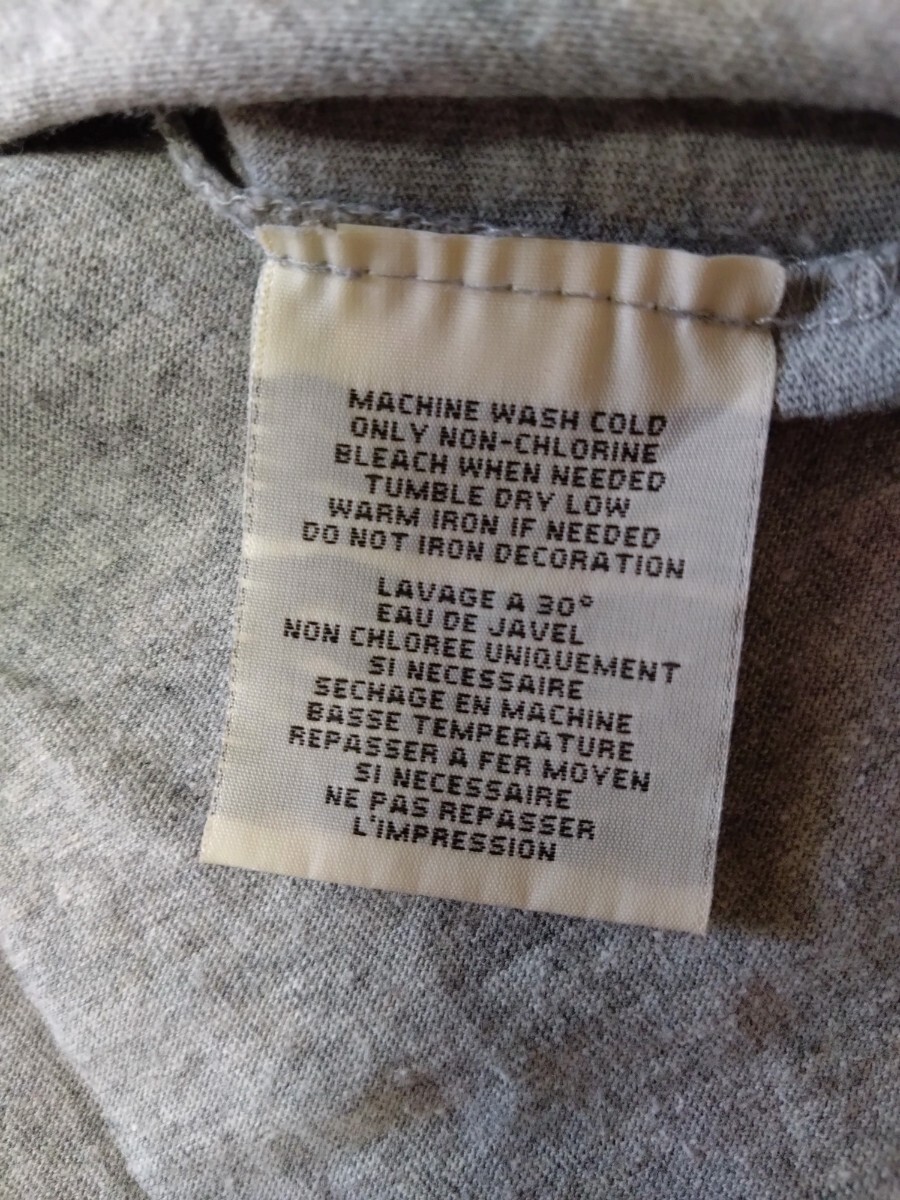 MACHINE WASH COLD
ONLY NON-CHLORINE
BLEACH WHEN NEEDED
TUMBLE DRY LOW
WARM IRON IF NEEDED
DO NOT IRON DECORATION
LAVAGE A 30°
EAU DE JAVEL
NON CHLOREE UNIQUEMENT
SI NECESSAIRE
SECHAGE EN MACHINE
BASSE TEMPERATURE
REPASSER A FER MOYEN
SI NECESSAIRE
NE PAS REPASSER
L'IMPRESSION